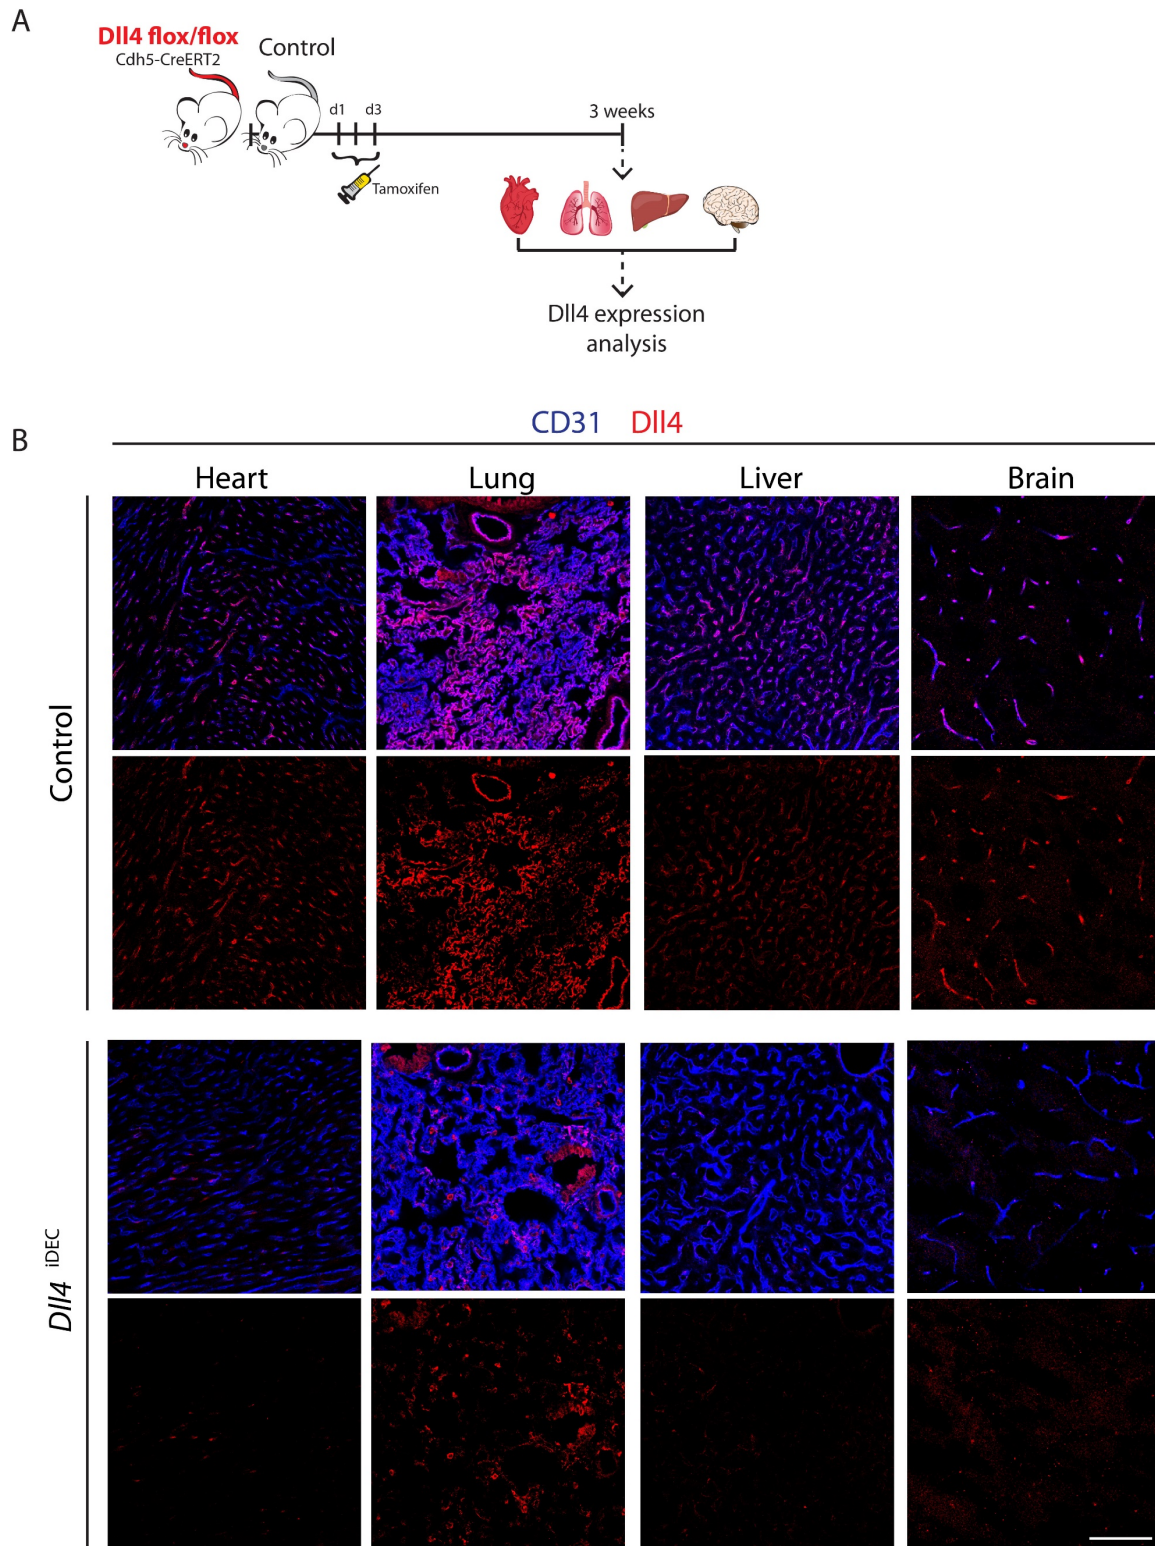 A
Dll4 flox/flox
Cdh5-CreERT2
Control
d1
d3
3 weeks
Tamoxifen
Dll4 expression
analysis
B
CD31 Dll4
Heart
Lung
Liver
Brain
Control
Dll4 iDEC